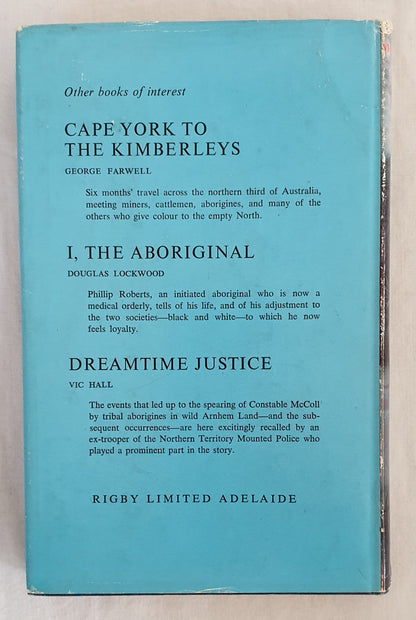 Other books of interest
CAPE YORK TO
THE KIMBERLEYS
GEORGE FARWELL
Six months' travel across the northern third of Australia,
meeting miners, cattlemen, aborigines, and many of the
others who give colour to the empty North.
I, THE ABORIGINAL
DOUGLAS LOCKWOOD
Phillip Roberts, an initiated aboriginal who is now a
medical orderly, tells of his life, and of his adjustment to
the two societies—black and white—to which he now
feels loyalty.
DREAMTIME JUSTICE
VIC HALL
The events that led up to the spearing of Constable McColl
by tribal aborigines in wild Arnhem Land—and the sub-
sequent occurrences—are here excitingly recalled by an
ex-trooper of the Northern Territory Mounted Police who
played a prominent part in the story.
RIGBY LIMITED ADELAIDE